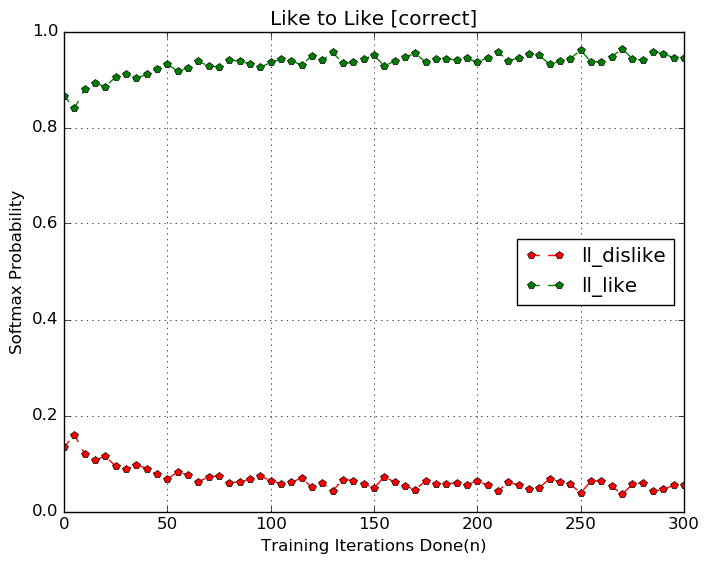 Like to Like [correct]
1.0
0.8
0.6
0.4
0.2
0.0
Softmax Probability
ll_dislike
ll_like
0 50 100 150 200 250 300
Training Iterations Done(n)